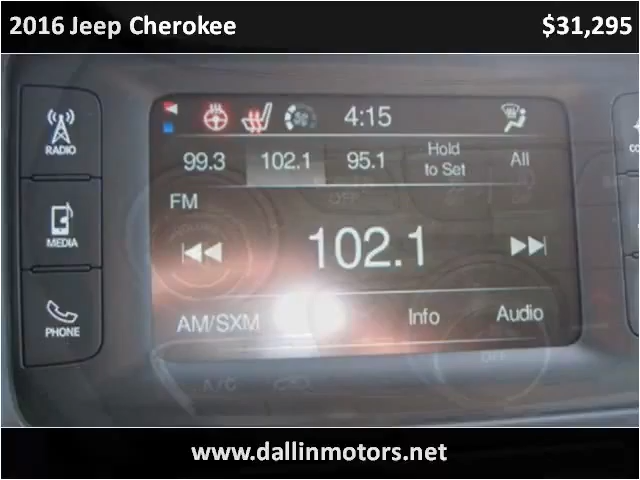 2016 Jeep Cherokee $31,295
RADIO
MEDIA
PHONE
4:15
99.3 102.1 95.1 Hold to Set All
FM
102.1
AM/SXM Info Audio
OFF
OFF
A/C
www.dallinmotors.net